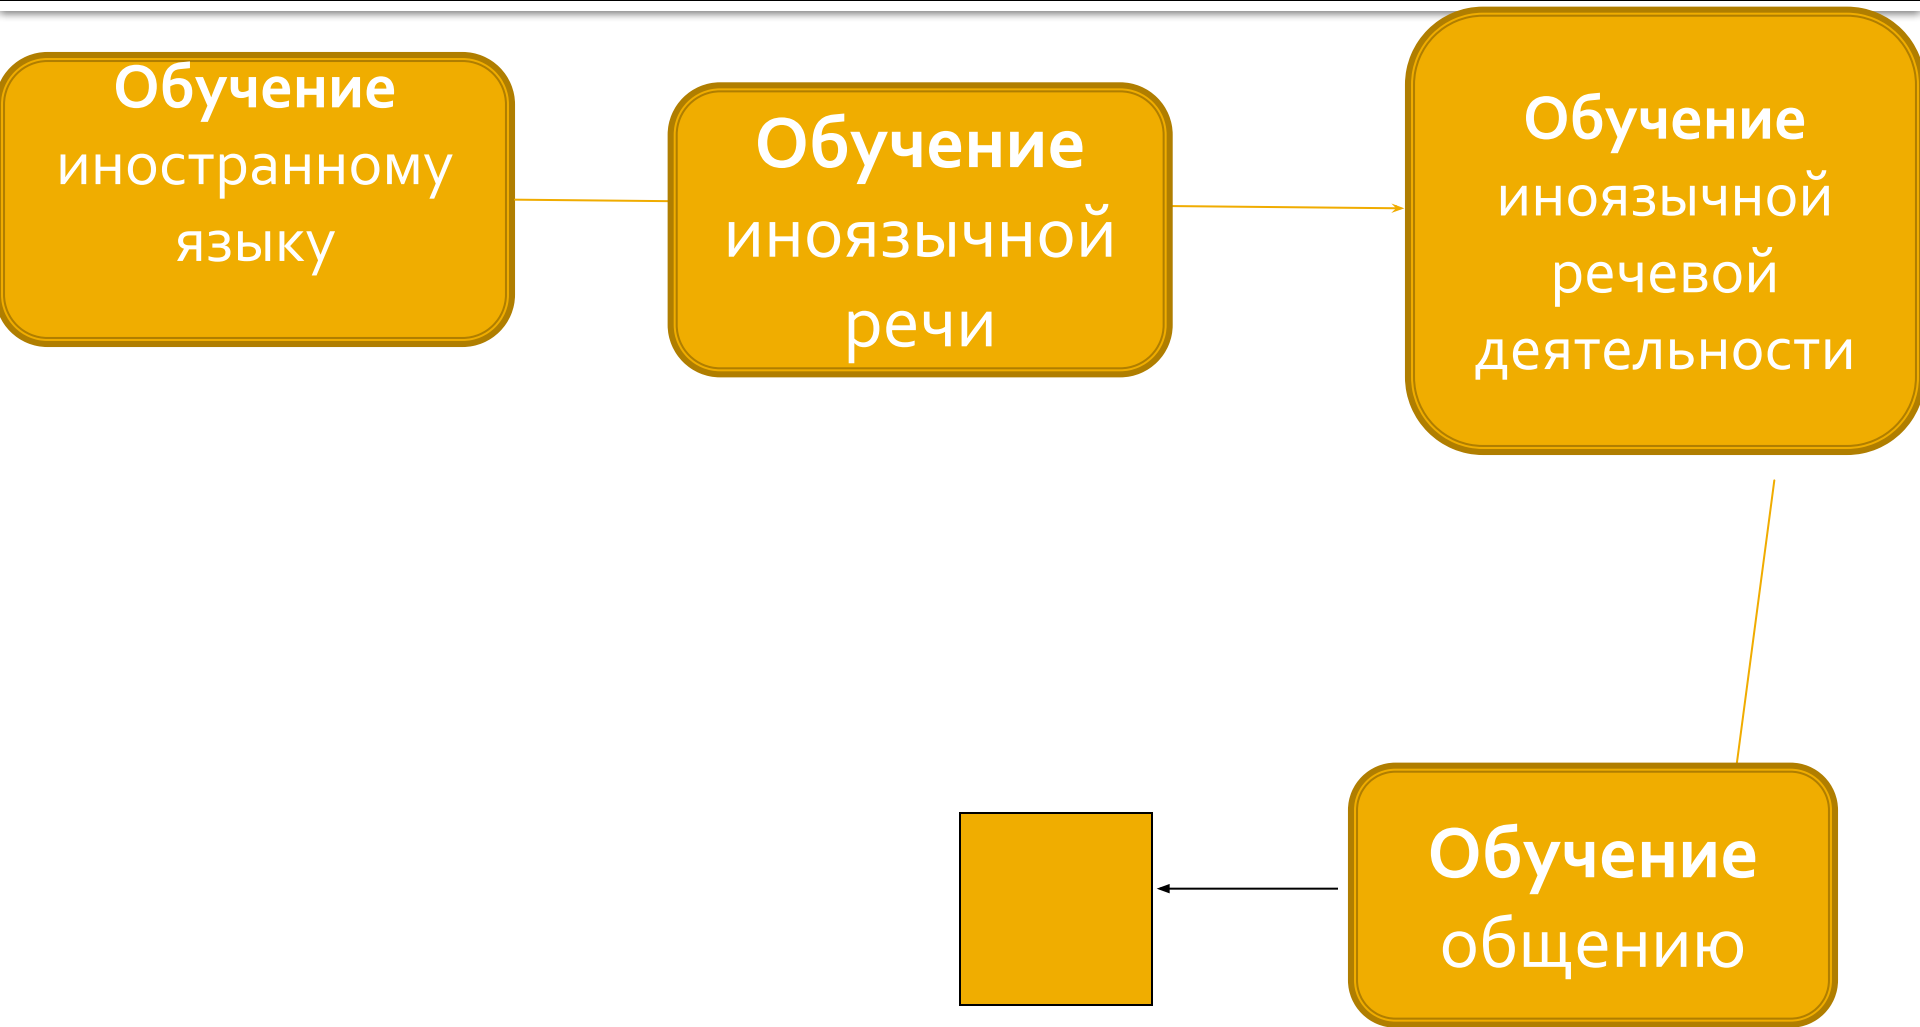 Обучение
иностранному
языку
Обучение
иноязычной
речи
Обучение
иноязычной
речевой
деятельности
Обучение
общению